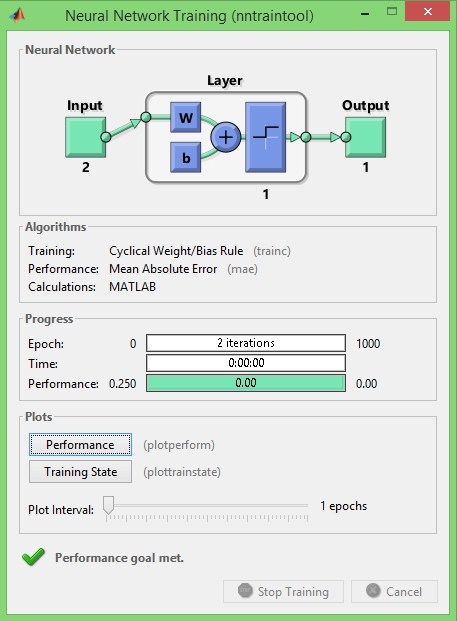 Neural Network Training (nntraintool)
Neural Network
Layer
Input
Output
W
b
+
2
1
1
Algorithms
Training: Cyclical Weight/Bias Rule (trainc)
Performance: Mean Absolute Error (mae)
Calculations: MATLAB
Progress
Epoch: 0 2 iterations 1000
Time: 0:00:00
Performance: 0.250 0.00 0.00
Plots
Performance (plotperform)
Training State (plottrainstate)
Plot Interval: 1 epochs
Performance goal met.
Stop Training Cancel